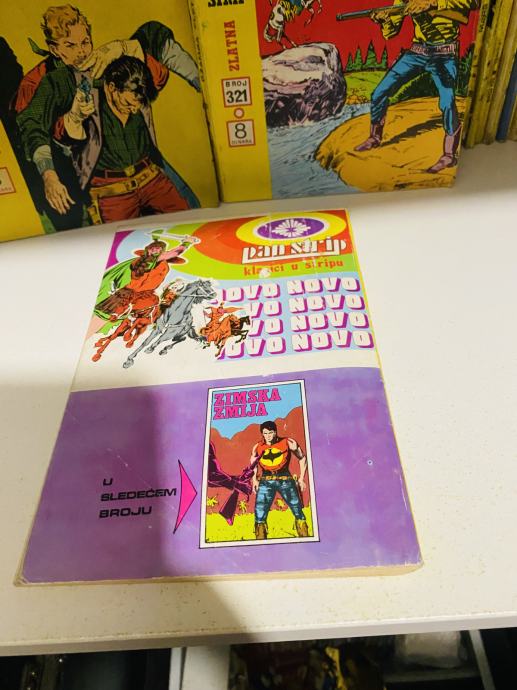 ZLATNA
BROJ
321
8
DINARA
pan strip
klasici u stripu
NOVO NOVO
NOVO NOVO
NOVO NOVO
NOVO NOVO
ZIMSKA
ZMIJA
U
SLEDEĆEM
BROJU